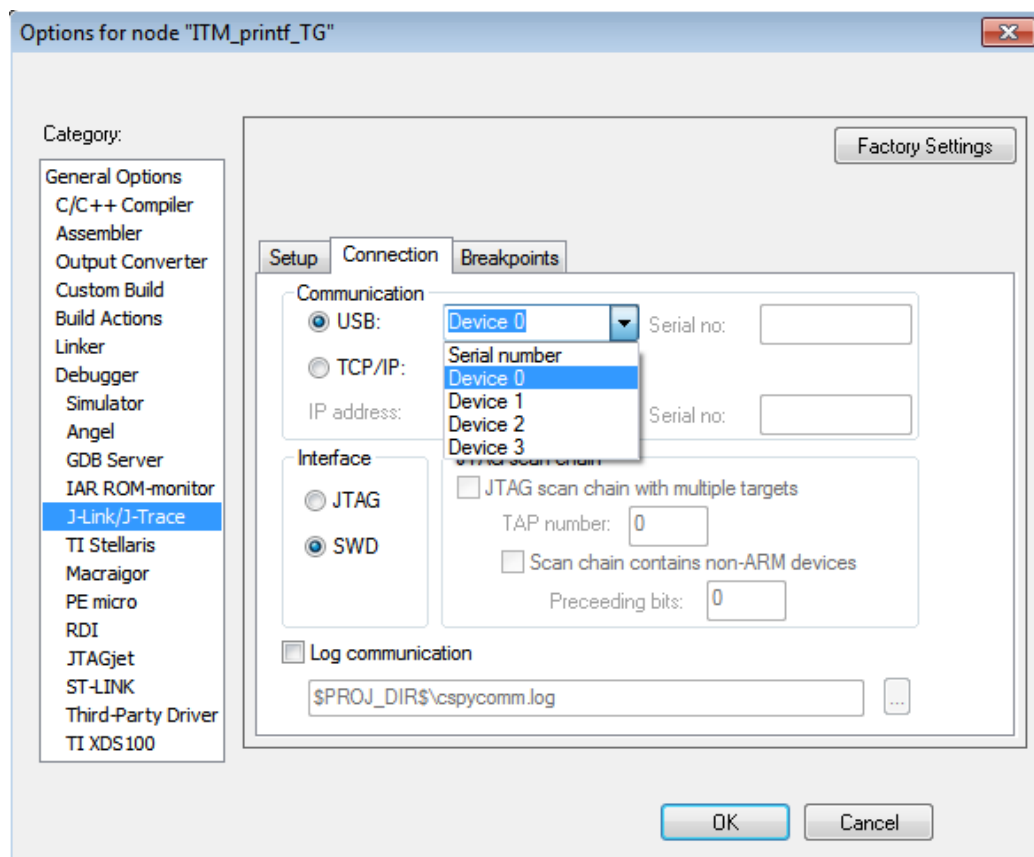 Options for node "ITM_printf_TG"
Category:
General Options
C/C++ Compiler
Assembler
Output Converter
Custom Build
Build Actions
Linker
Debugger
Simulator
Angel
GDB Server
IAR ROM-monitor
J-Link/J-Trace
TI Stellaris
Macraigor
PE micro
RDI
JTAGjet
ST-LINK
Third-Party Driver
TI XDS100
Factory Settings
Setup Connection Breakpoints
Communication
USB: Device 0 Serial no:
Serial number
Device 0
Device 1
Device 2
Device 3
TCP/IP:
IP address: Serial no:
Interface
JTAG
SWD
JTAG scan chain
JTAG scan chain with multiple targets
TAP number: 0
Scan chain contains non-ARM devices
Preceeding bits: 0
Log communication
$PROJ_DIR$\cspycomm.log ...
OK Cancel